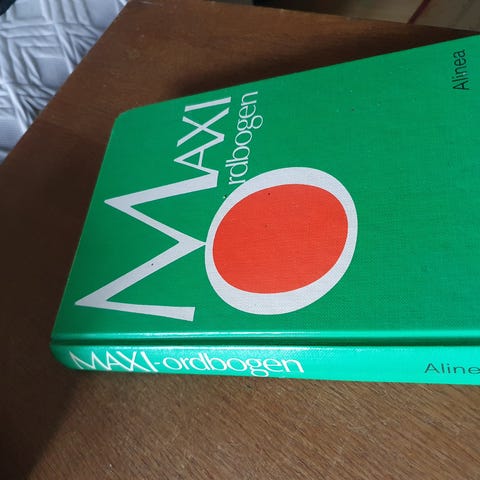 MAXI
Ordbogen
Alinea
MAXI-ordbogen
Aline